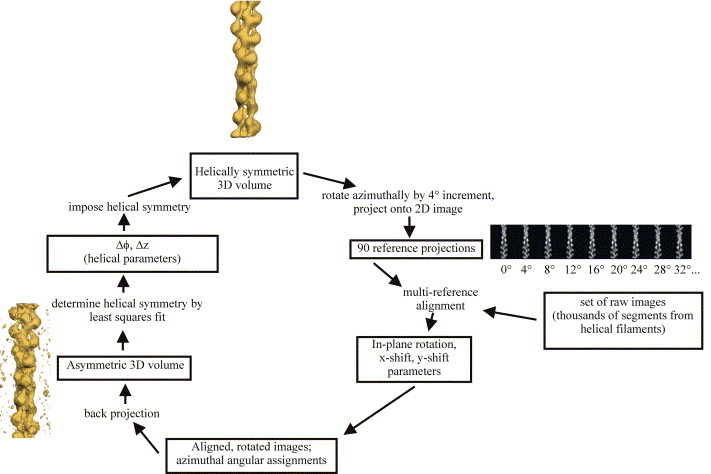 Helically symmetric
3D volume
rotate azimuthally by 4° increment,
project onto 2D image
90 reference projections
0° 4° 8° 12° 16° 20° 24° 28° 32°...
multi-reference
alignment
set of raw images
(thousands of segments from
helical filaments)
In-plane rotation,
x-shift, y-shift
parameters
Aligned, rotated images;
azimuthal angular assignments
back projection
Asymmetric 3D volume
determine helical symmetry by
least squares fit
Δϕ, Δz
(helical parameters)
impose helical symmetry